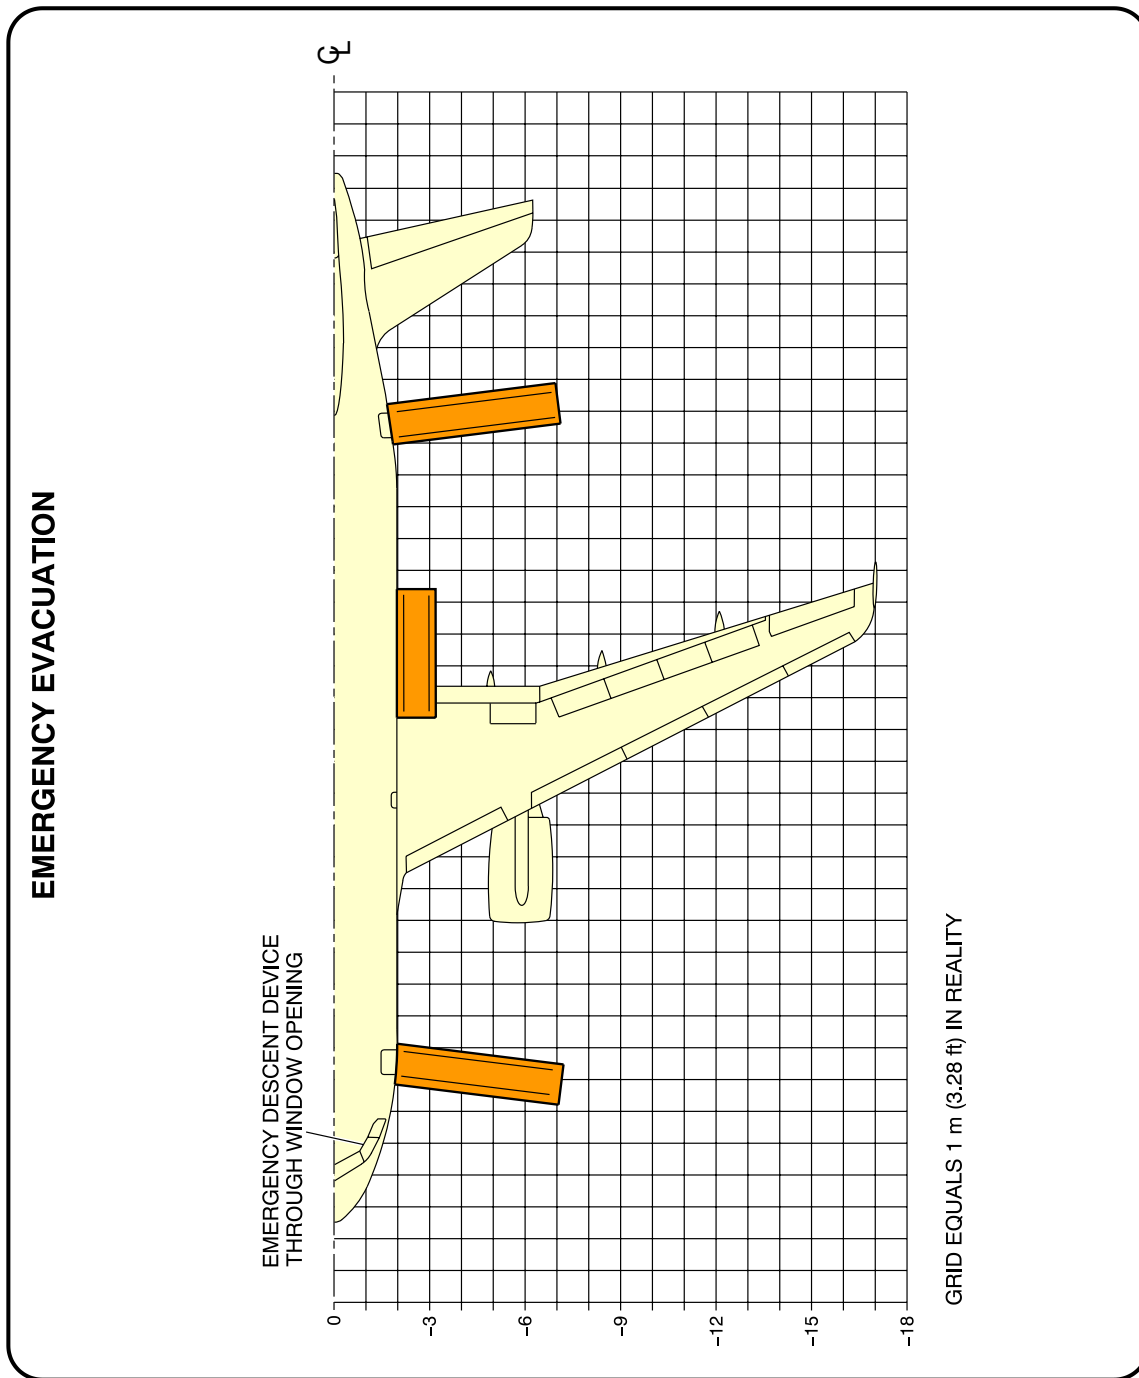 EMERGENCY EVACUATION
℄
EMERGENCY DESCENT DEVICE
THROUGH WINDOW OPENING
0
−3
−6
−9
−12
−15
−18
GRID EQUALS 1 m (3.28 ft) IN REALITY